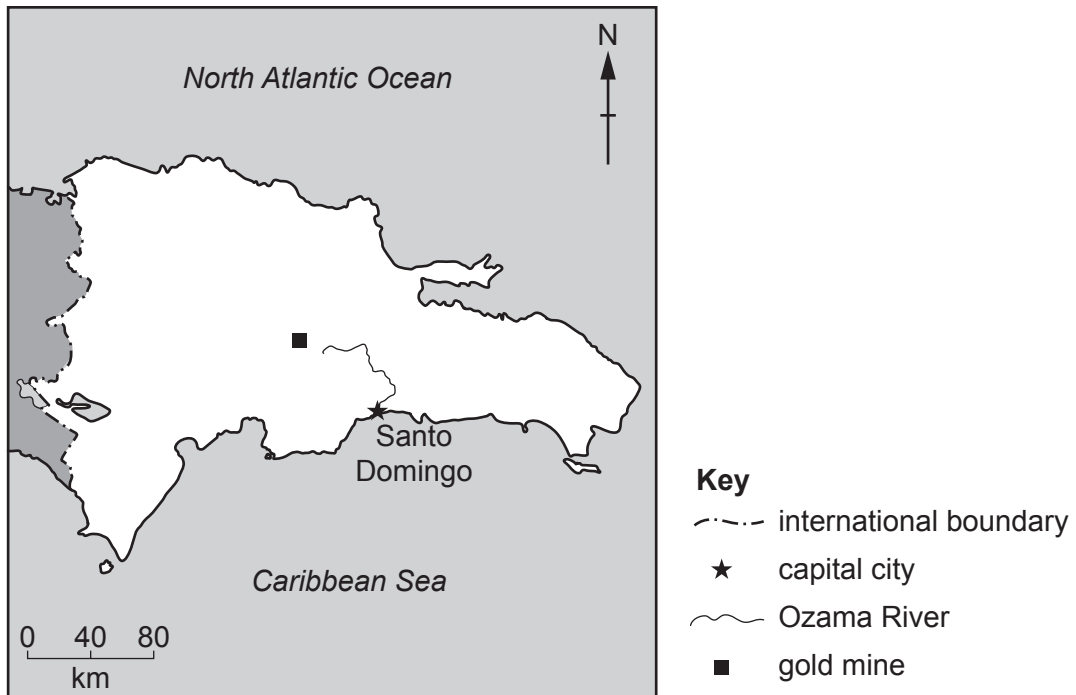 North Atlantic Ocean
N
Santo
Domingo
Caribbean Sea
0 40 80
km
Key
international boundary
capital city
Ozama River
gold mine